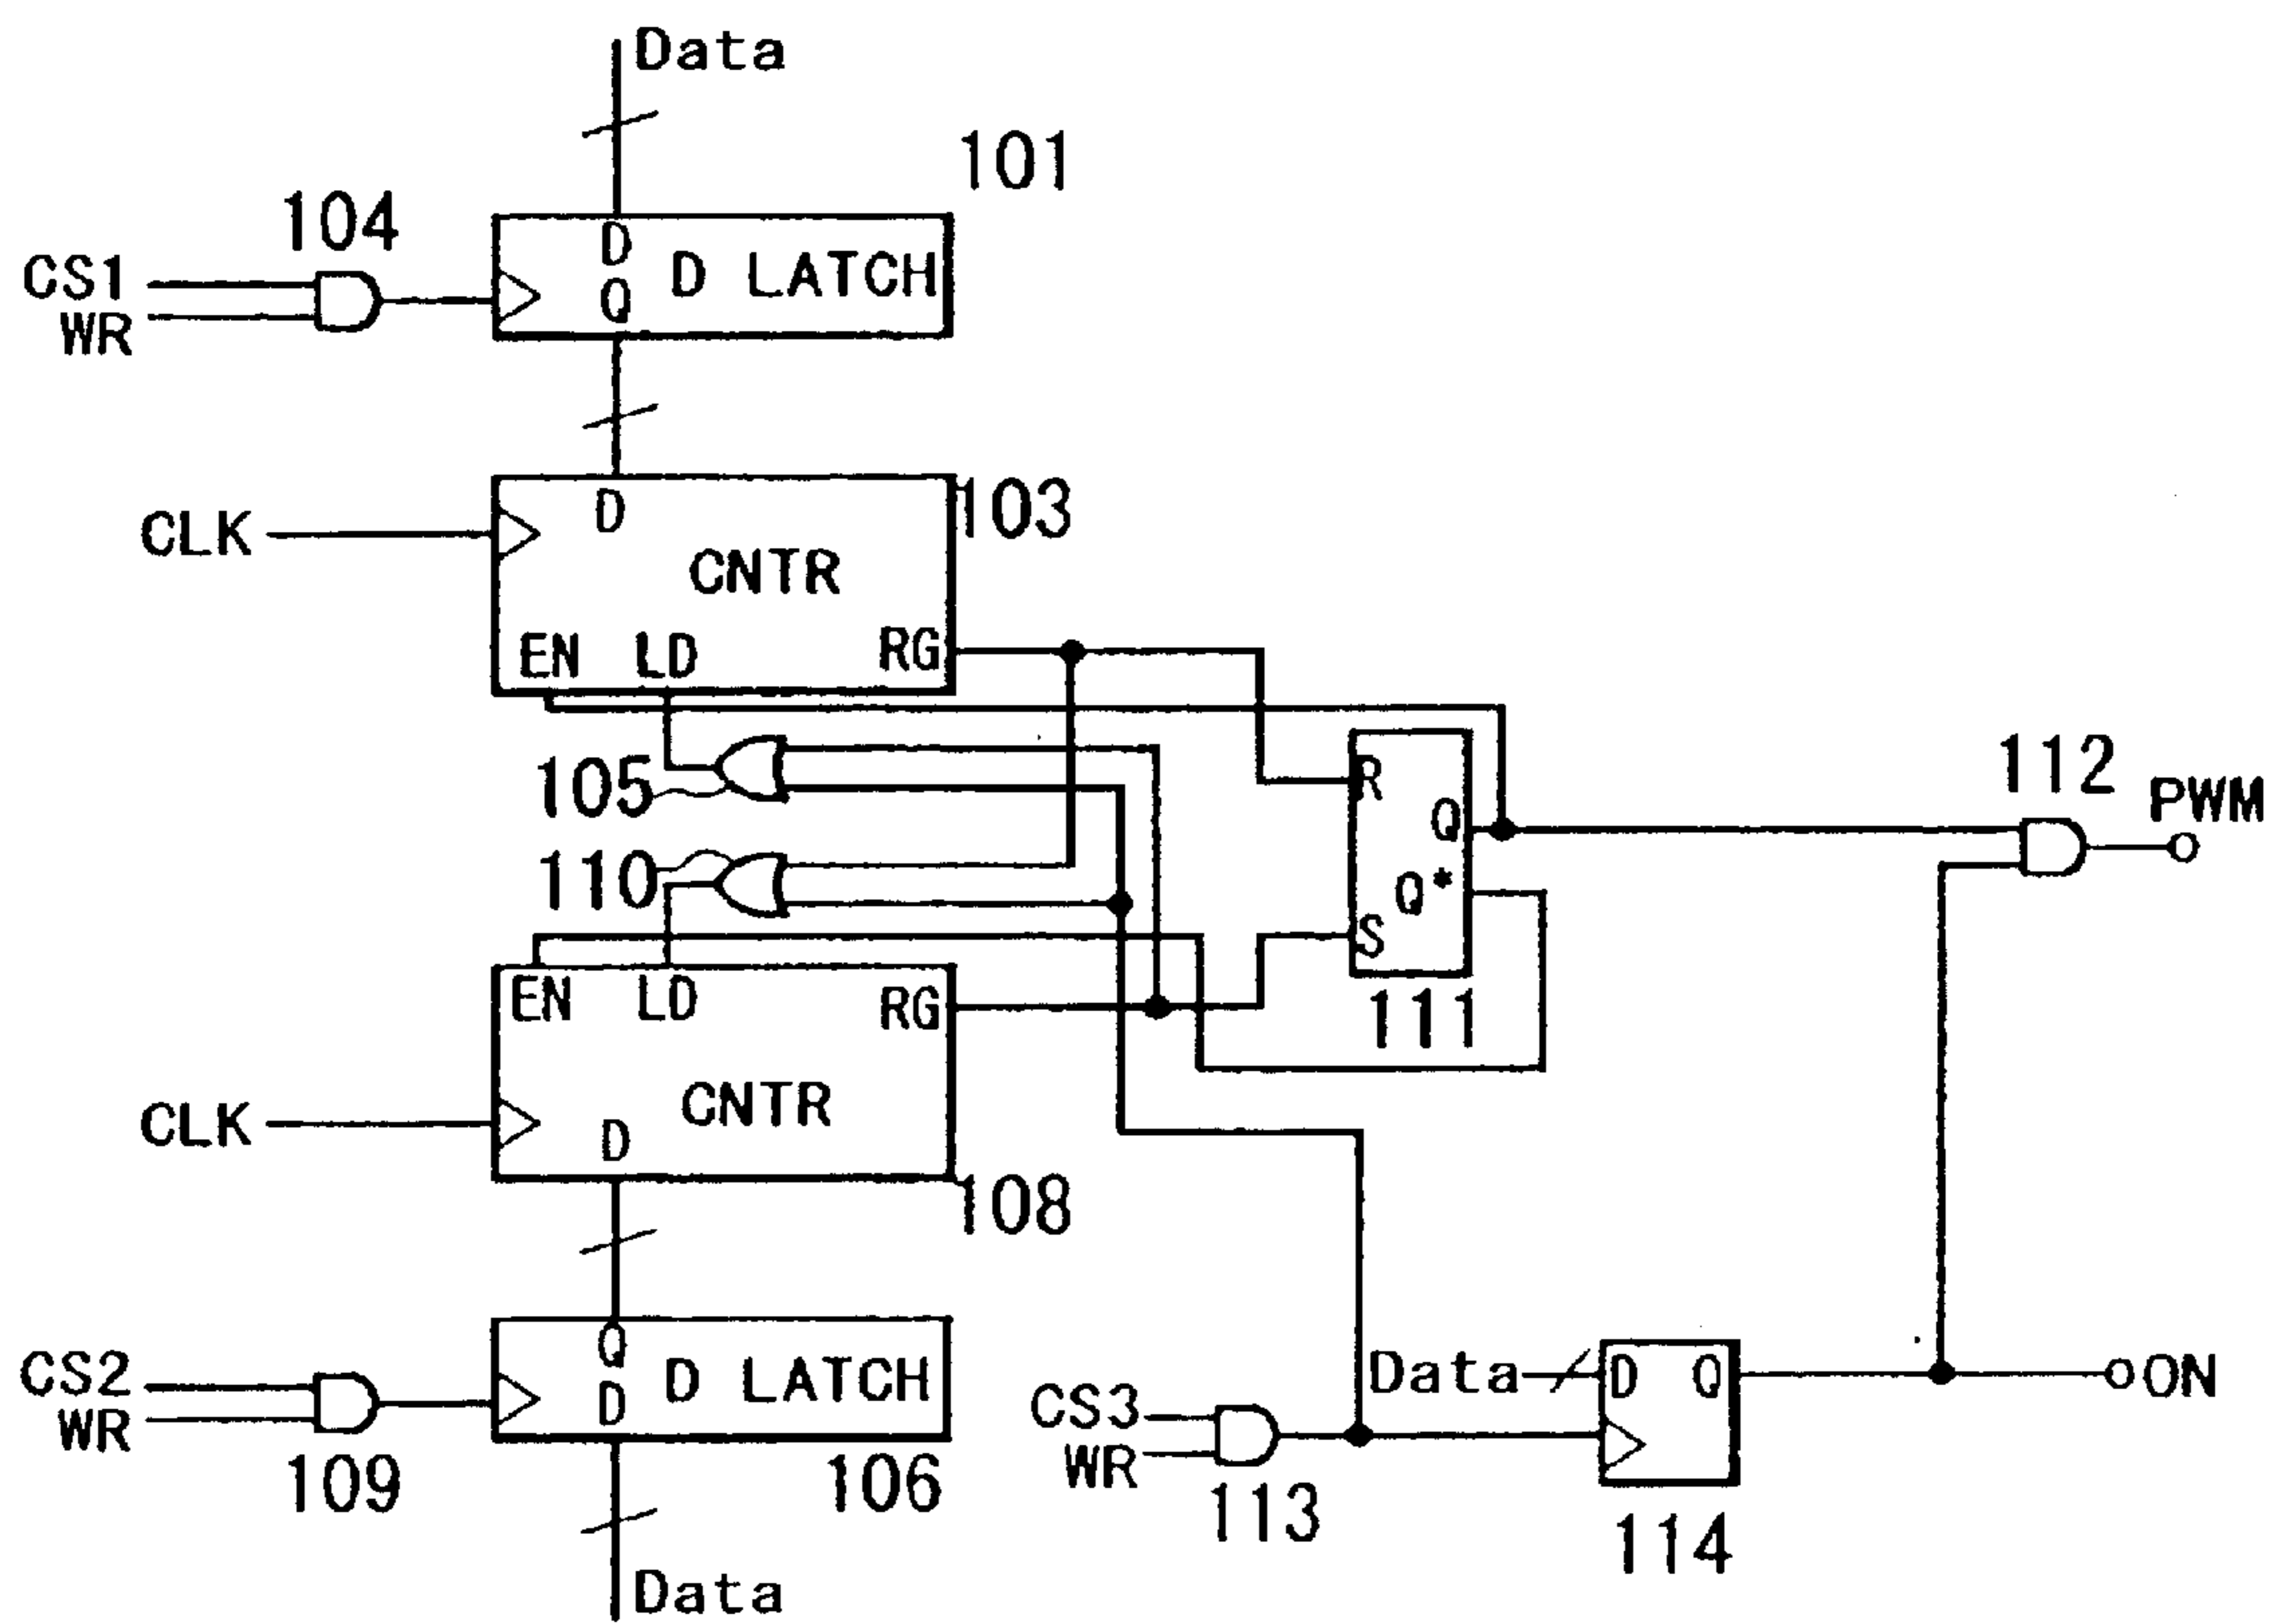 Data
101
104
CS1
WR
D
Q
D LATCH
D
103
CLK
CNTR
EN
LD
RG
105
R
Q
112
PWM
110
Q*
S
EN
LD
RG
111
CLK
CNTR
D
108
Q
CS2
WR
D
D LATCH
109
106
Data
CS3
WR
113
Data
D
Q
ON
114